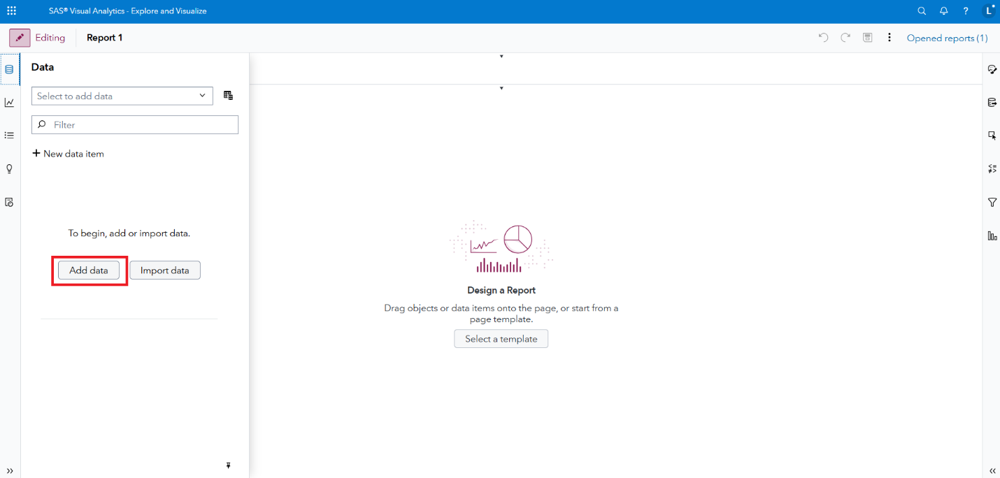 SAS® Visual Analytics - Explore and Visualize
?
L
Editing
Report 1
Opened reports (1)
Data
Select to add data
Filter
+ New data item
To begin, add or import data.
Add data
Import data
Design a Report
Drag objects or data items onto the page, or start from a
page template.
Select a template